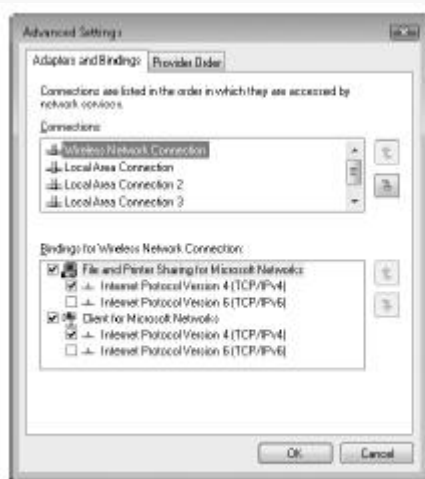 Advanced Settings
Adapters and Bindings
Provider Order
Connections are listed in the order in which they are accessed by
network services.
Connections:
Wireless Network Connection
Local Area Connection
Local Area Connection 2
Local Area Connection 3
Bindings for Wireless Network Connection:
File and Printer Sharing for Microsoft Networks
Internet Protocol Version 4 (TCP/IPv4)
Internet Protocol Version 6 (TCP/IPv6)
Client for Microsoft Networks
Internet Protocol Version 4 (TCP/IPv4)
Internet Protocol Version 6 (TCP/IPv6)
OK
Cancel